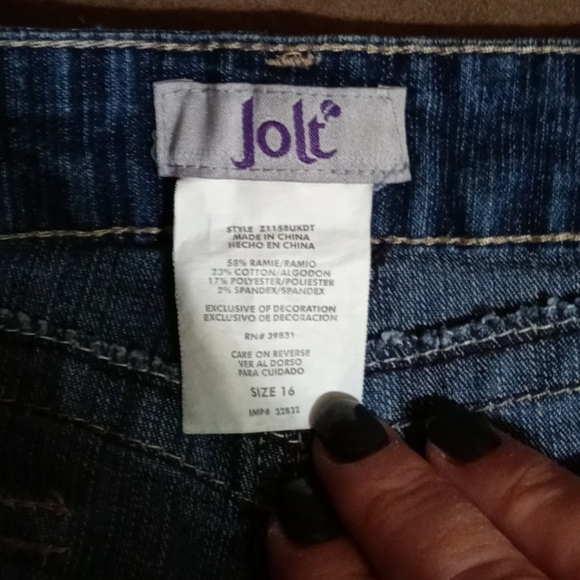 Jolt
STYLE Z1158UKDT
MADE IN CHINA
HECHO EN CHINA
58% RAMIE/RAMIO
23% COTTON/ALGODON
17% POLYESTER/POLIESTER
2% SPANDEX/SPANDEX
EXCLUSIVE OF DECORATION
EXCLUSIVO DE DECORACION
RN# 39831
CARE ON REVERSE
VER AL DORSO
PARA CUIDADO
SIZE 16
IMP# 32832